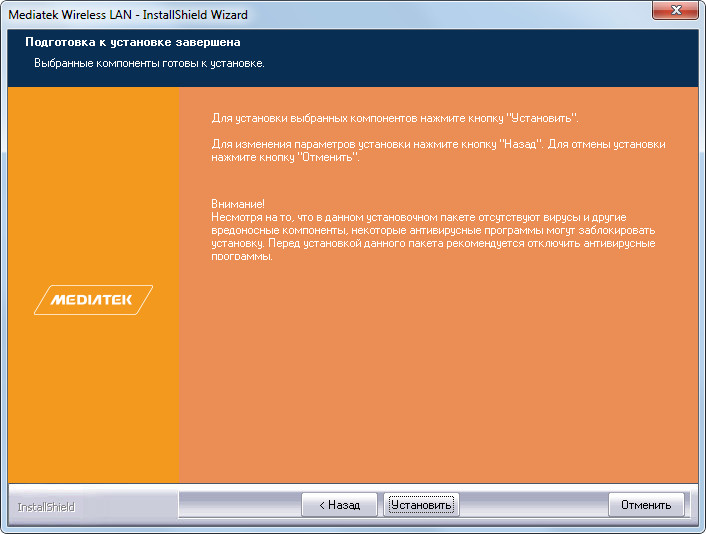 Mediatek Wireless LAN - InstallShield Wizard
Подготовка к установке завершена
Выбранные компоненты готовы к установке.
Для установки выбранных компонентов нажмите кнопку "Установить".
Для изменения параметров установки нажмите кнопку "Назад". Для отмены установки
нажмите кнопку "Отменить".
Внимание!
Несмотря на то, что в данном установочном пакете отсутствуют вирусы и другие
вредоносные компоненты, некоторые антивирусные программы могут заблокировать
установку. Перед установкой данного пакета рекомендуется отключить антивирусные
программы.
MEDIATEK
InstallShield
< Назад
Установить
Отменить